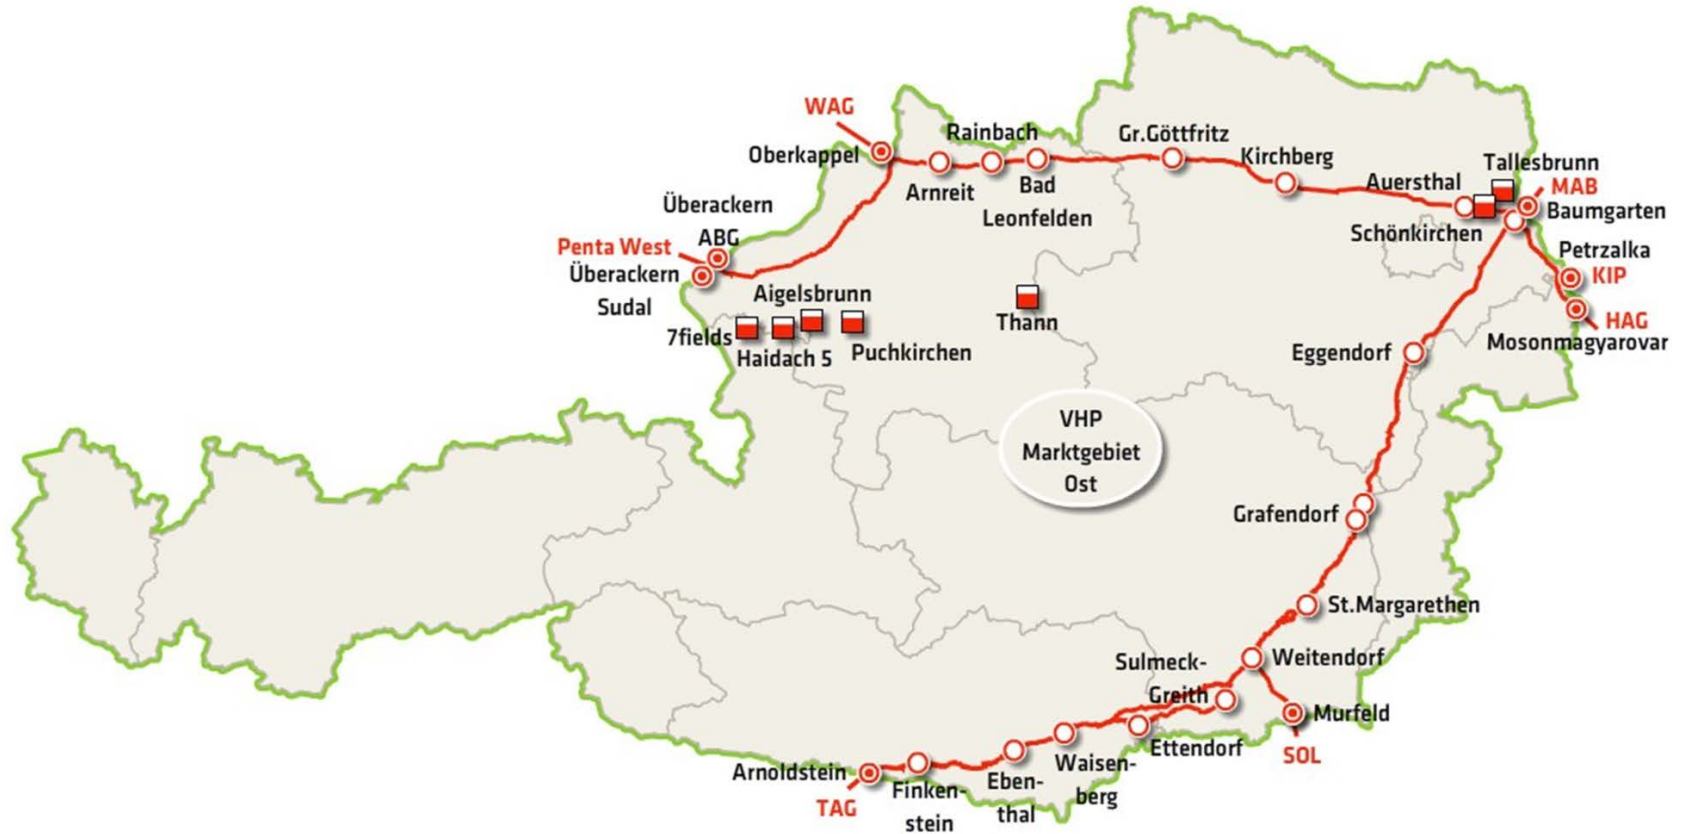 WAG
Oberkappel
Rainbach
Arnreit
Bad
Leonfelden
Gr.Göttfritz
Kirchberg
Auersthal
Tallesbrunn
MAB
Baumgarten
Schönkirchen
Petrzalka
KIP
HAG
Mosonmagyarovar
Überackern
ABG
Penta West
Überackern
Sudal
Aigelsbrunn
7fields
Haidach 5
Puchkirchen
Thann
Eggendorf
VHP
Marktgebiet
Ost
Grafendorf
St.Margarethen
Weitendorf
Sulmeck-
Greith
Murfeld
SOL
Ettendorf
Waisen-
berg
Eben-
thal
Finken-
stein
Arnoldstein
TAG